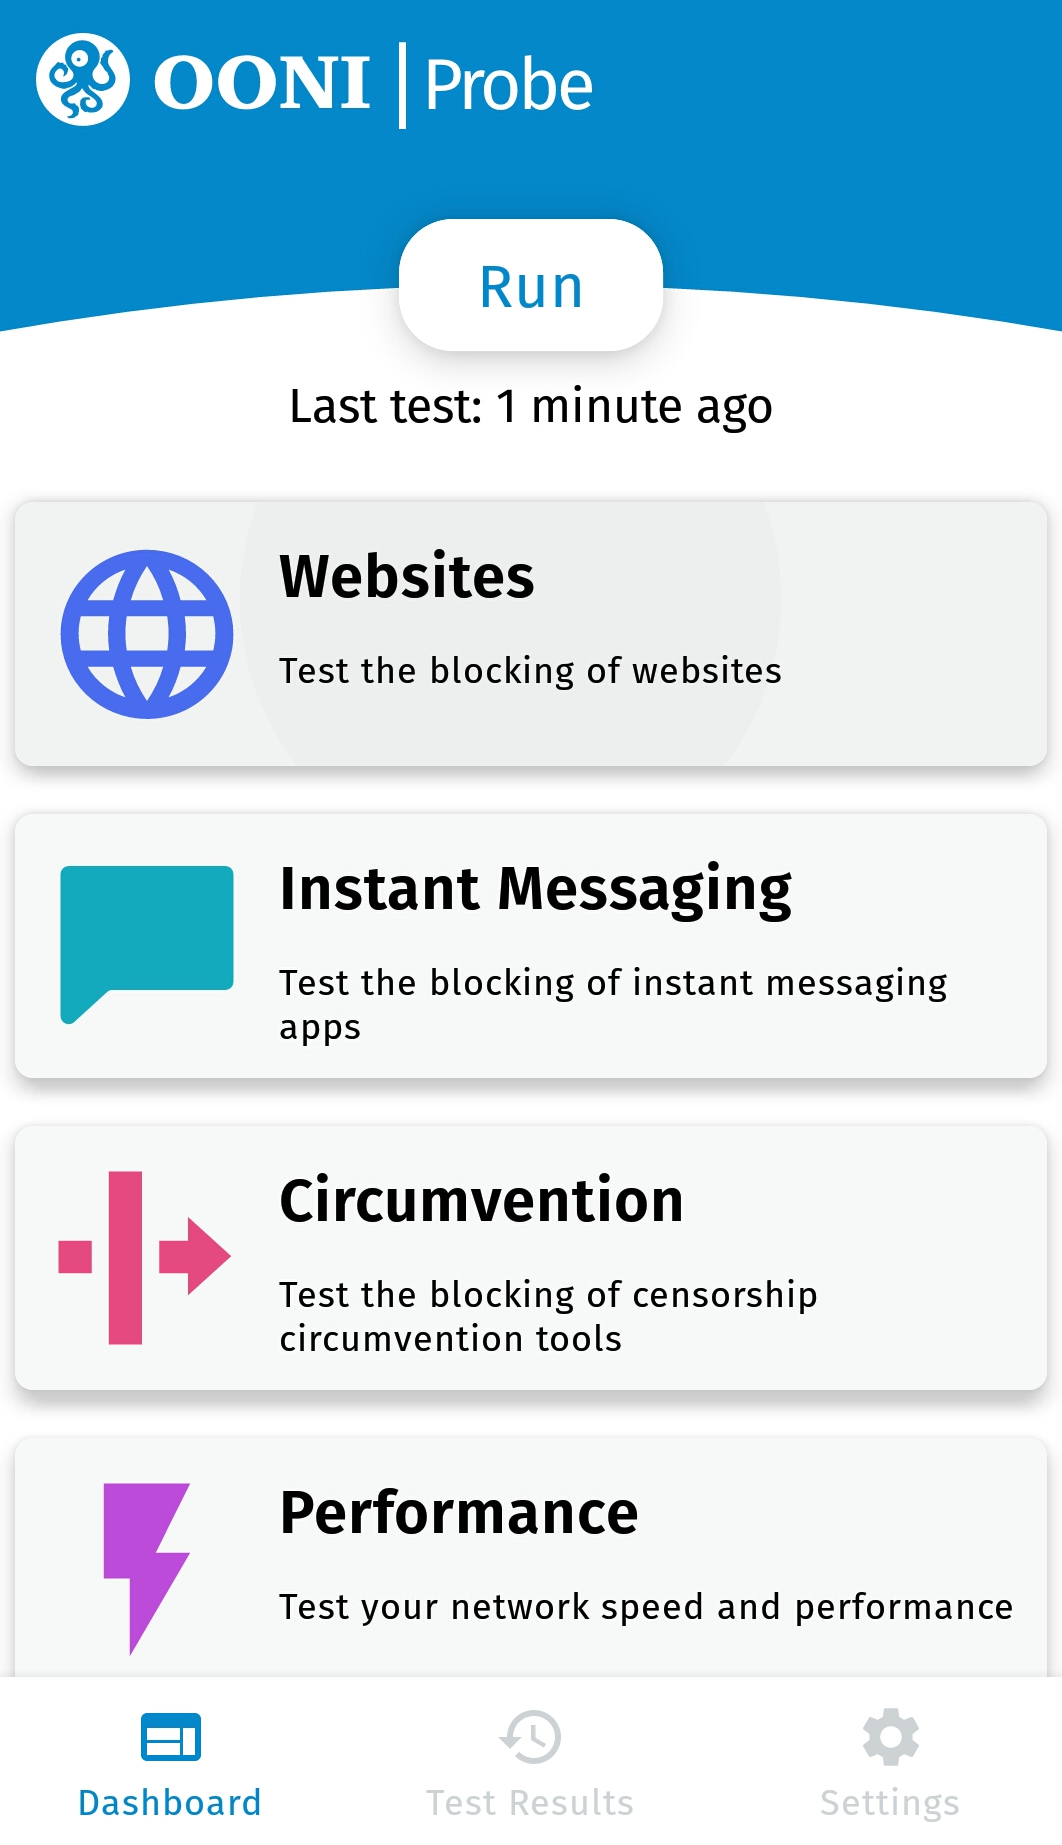 OONI Probe
Run
Last test: 1 minute ago
Websites
Test the blocking of websites
Instant Messaging
Test the blocking of instant messaging
apps
Circumvention
Test the blocking of censorship
circumvention tools
Performance
Test your network speed and performance
Dashboard
Test Results
Settings